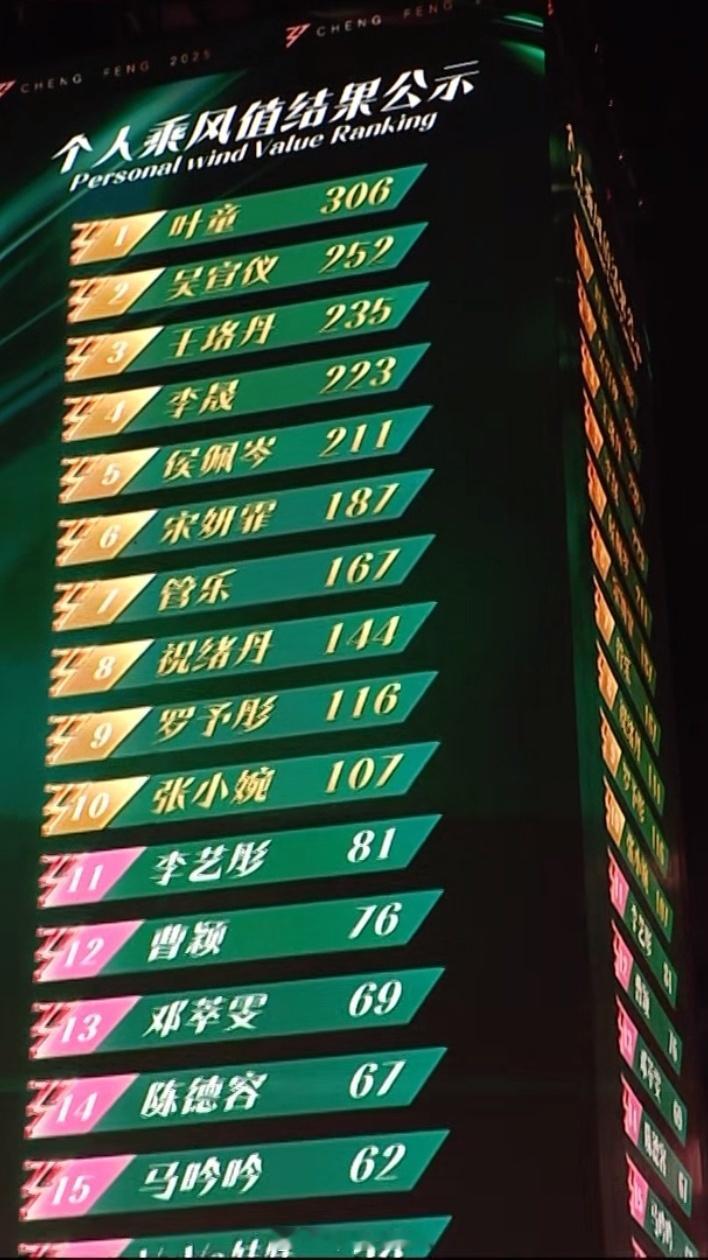 CHENG FENG 2025
CHENG FENG
个人乘风值结果公示
Personal wind Value Ranking
1 叶童 306
2 吴宣仪 252
3 王珞丹 235
4 李晟 223
5 侯佩岑 211
6 宋妍霏 187
7 管乐 167
8 祝绪丹 144
9 罗予彤 116
10 张小婉 107
11 李艺彤 81
12 曹颖 76
13 邓萃雯 69
14 陈德容 67
15 马吟吟 62